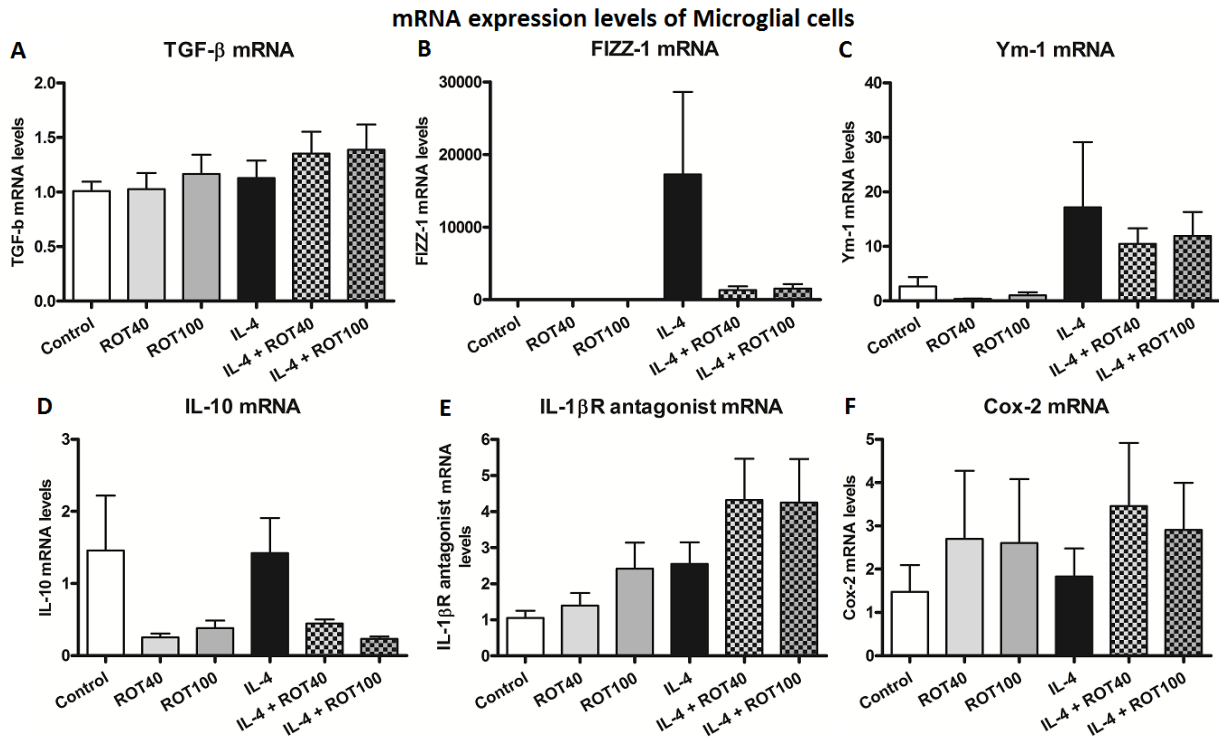 mRNA expression levels of Microglial cells
A
TGF-β mRNA
TGF-b mRNA levels
2.0
1.5
1.0
0.5
0.0
Control
ROT40
ROT100
IL-4
IL-4 + ROT40
IL-4 + ROT100
B
FIZZ-1 mRNA
FIZZ-1 mRNA levels
30000
20000
10000
0
Control
ROT40
ROT100
IL-4
IL-4 + ROT40
IL-4 + ROT100
C
Ym-1 mRNA
Ym-1 mRNA levels
40
30
20
10
0
Control
ROT40
ROT100
IL-4
IL-4 + ROT40
IL-4 + ROT100
D
IL-10 mRNA
IL-10 mRNA levels
3
2
1
0
Control
ROT40
ROT100
IL-4
IL-4 + ROT40
IL-4 + ROT100
E
IL-1βR antagonist mRNA
IL-1βR antagonist mRNA
levels
6
5
4
3
2
1
0
Control
ROT40
ROT100
IL-4
IL-4 + ROT40
IL-4 + ROT100
F
Cox-2 mRNA
Cox-2 mRNA levels
5
4
3
2
1
0
Control
ROT40
ROT100
IL-4
IL-4 + ROT40
IL-4 + ROT100